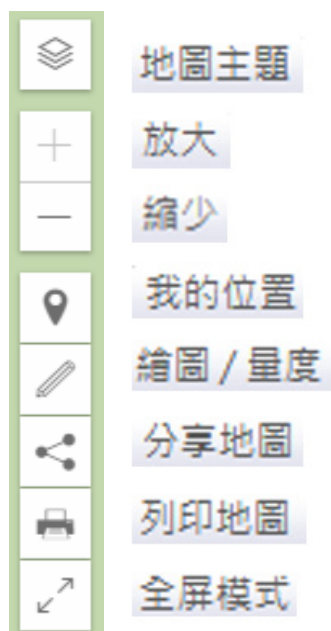 地圖主題
放大
縮少
我的位置
繪圖 / 量度
分享地圖
列印地圖
全屏模式